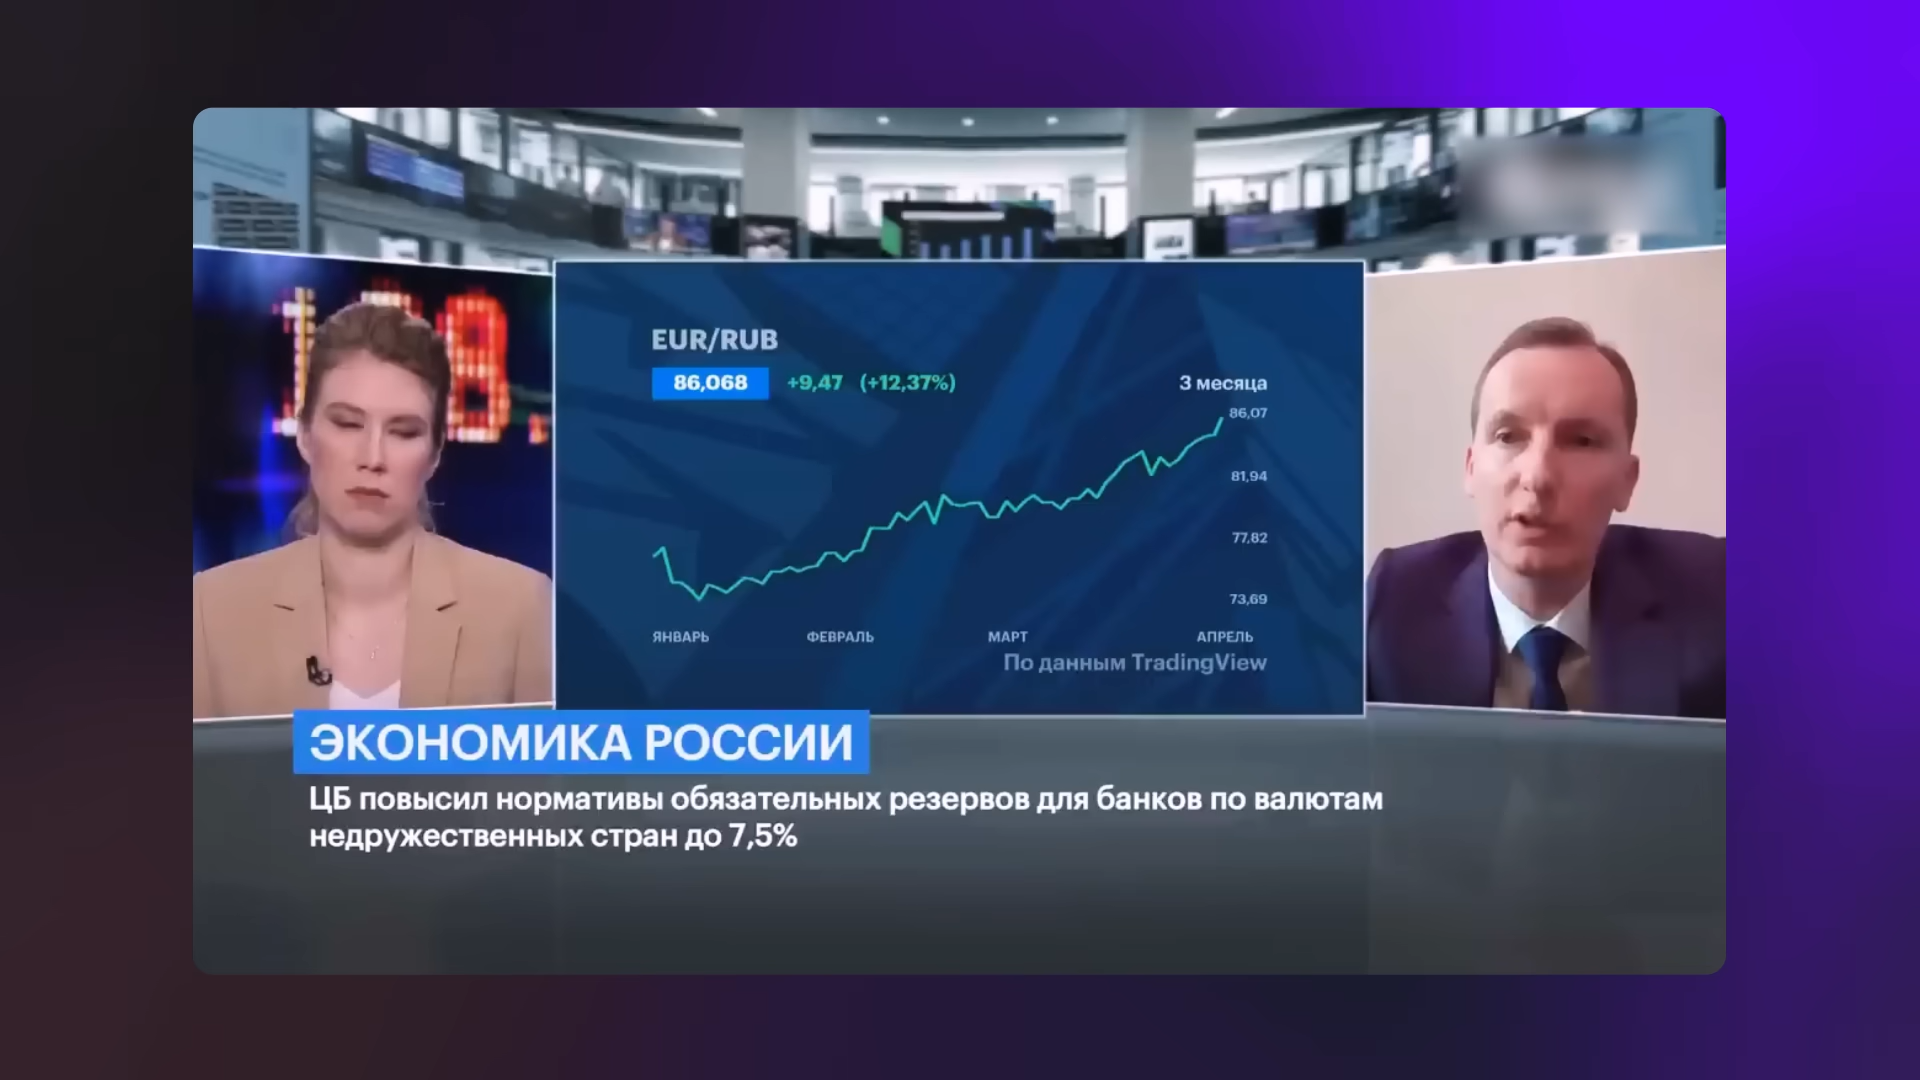 EUR/RUB
86,068 +9,47 (+12,37%) 3 месяца
86,07
81,94
77,82
73,69
ЯНВАРЬ ФЕВРАЛЬ МАРТ АПРЕЛЬ
По данным TradingView
ЭКОНОМИКА РОССИИ
ЦБ повысил нормативы обязательных резервов для банков по валютам
недружественных стран до 7,5%